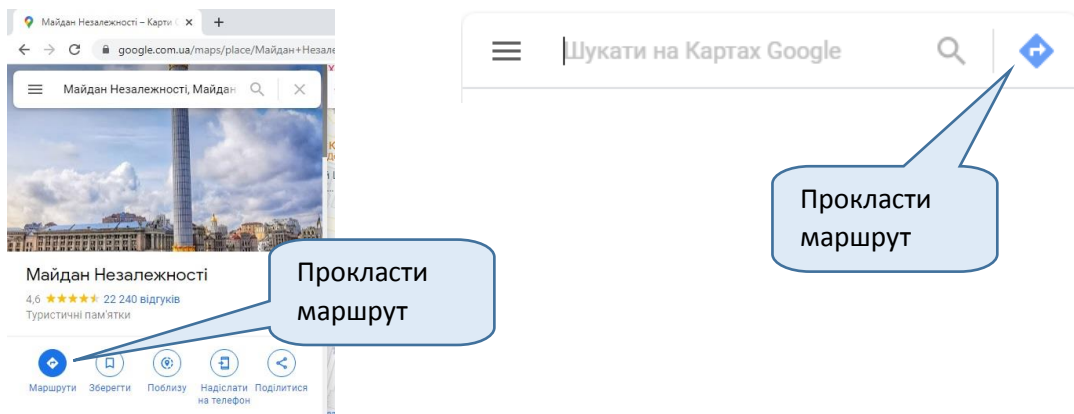 Майдан Незалежності – Карти
google.com.ua/maps/place/Майдан+Незале
Майдан Незалежності, Майдан
Майдан Незалежності
4,6 22 240 відгуків
Туристичні пам'ятки
Маршрути Зберегти Поблизу Надіслати на телефон Поділитися
Прокласти
маршрут
Шукати на Картах Google
Прокласти
маршрут